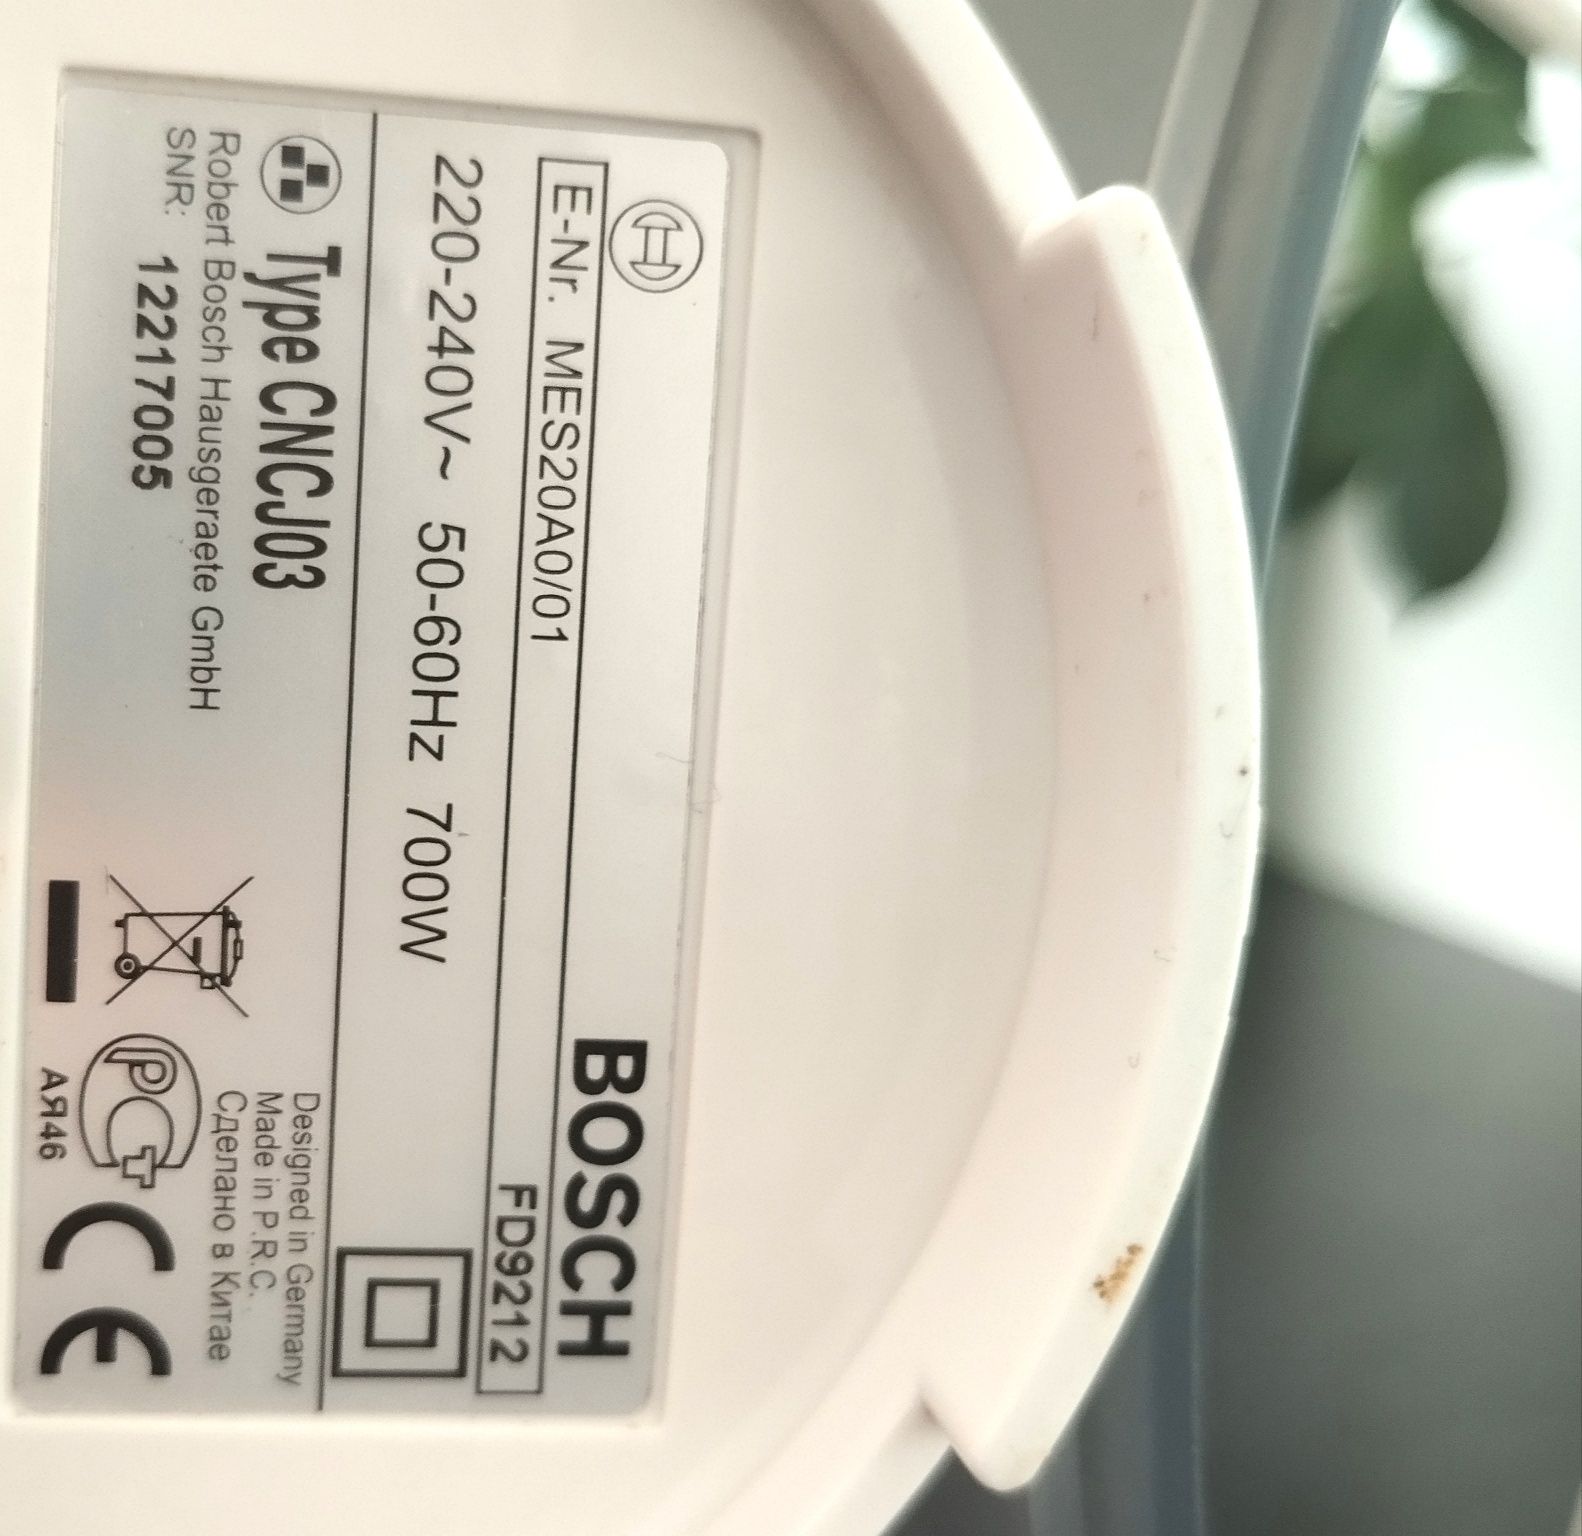 BOSCH
E-Nr. MES20A0/01 FD9212
220-240V~ 50-60Hz 700W
Type CNCJ03
Robert Bosch Hausgeraete GmbH
SNR: 12217005
Designed in Germany
Made in P.R.C.
Сделано в Китае
РСТ
АЯ46
CE